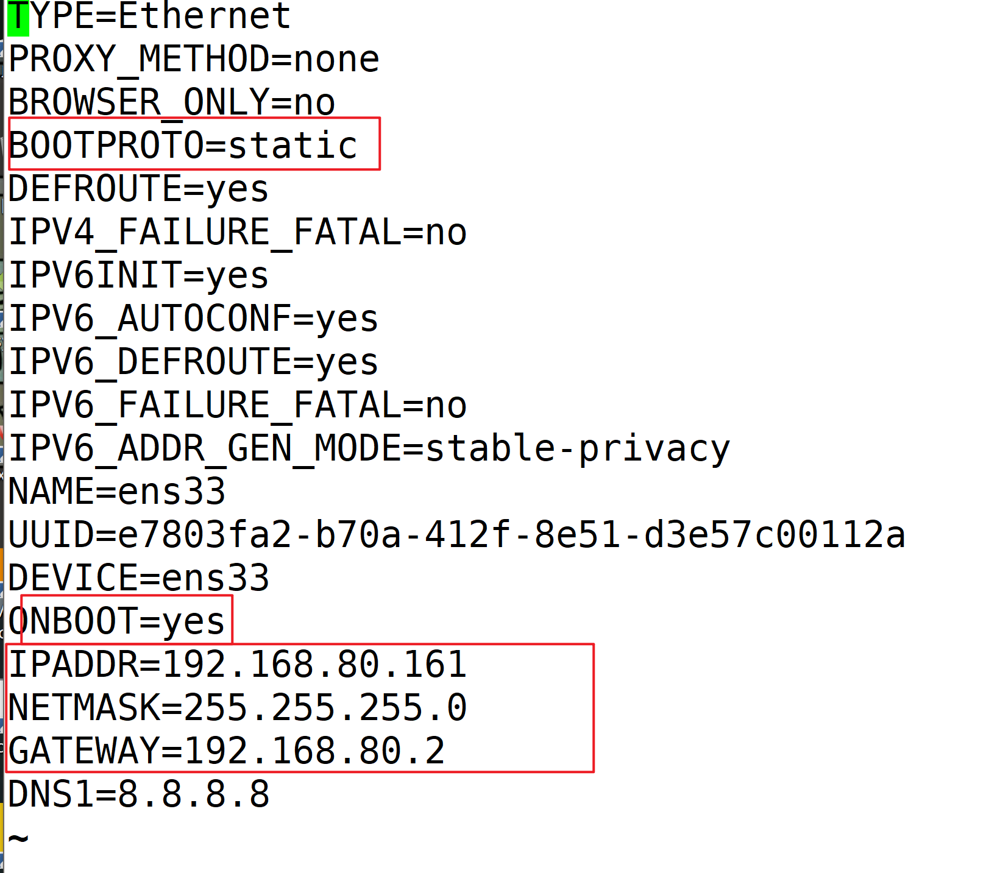 TYPE=Ethernet
PROXY_METHOD=none
BROWSER_ONLY=no
BOOTPROTO=static
DEFROUTE=yes
IPV4_FAILURE_FATAL=no
IPV6INIT=yes
IPV6_AUTOCONF=yes
IPV6_DEFROUTE=yes
IPV6_FAILURE_FATAL=no
IPV6_ADDR_GEN_MODE=stable-privacy
NAME=ens33
UUID=e7803fa2-b70a-412f-8e51-d3e57c00112a
DEVICE=ens33
ONBOOT=yes
IPADDR=192.168.80.161
NETMASK=255.255.255.0
GATEWAY=192.168.80.2
DNS1=8.8.8.8
~